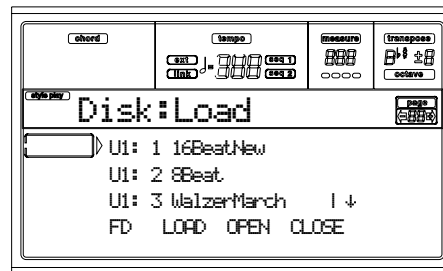 chord tempo measure transpose
ext seq 1
link seq 2
octave
style play Disk:Load page
U1: 1 16BeatNew
U1: 2 8Beat
U1: 3 WalzerMarch
FD LOAD OPEN CLOSE